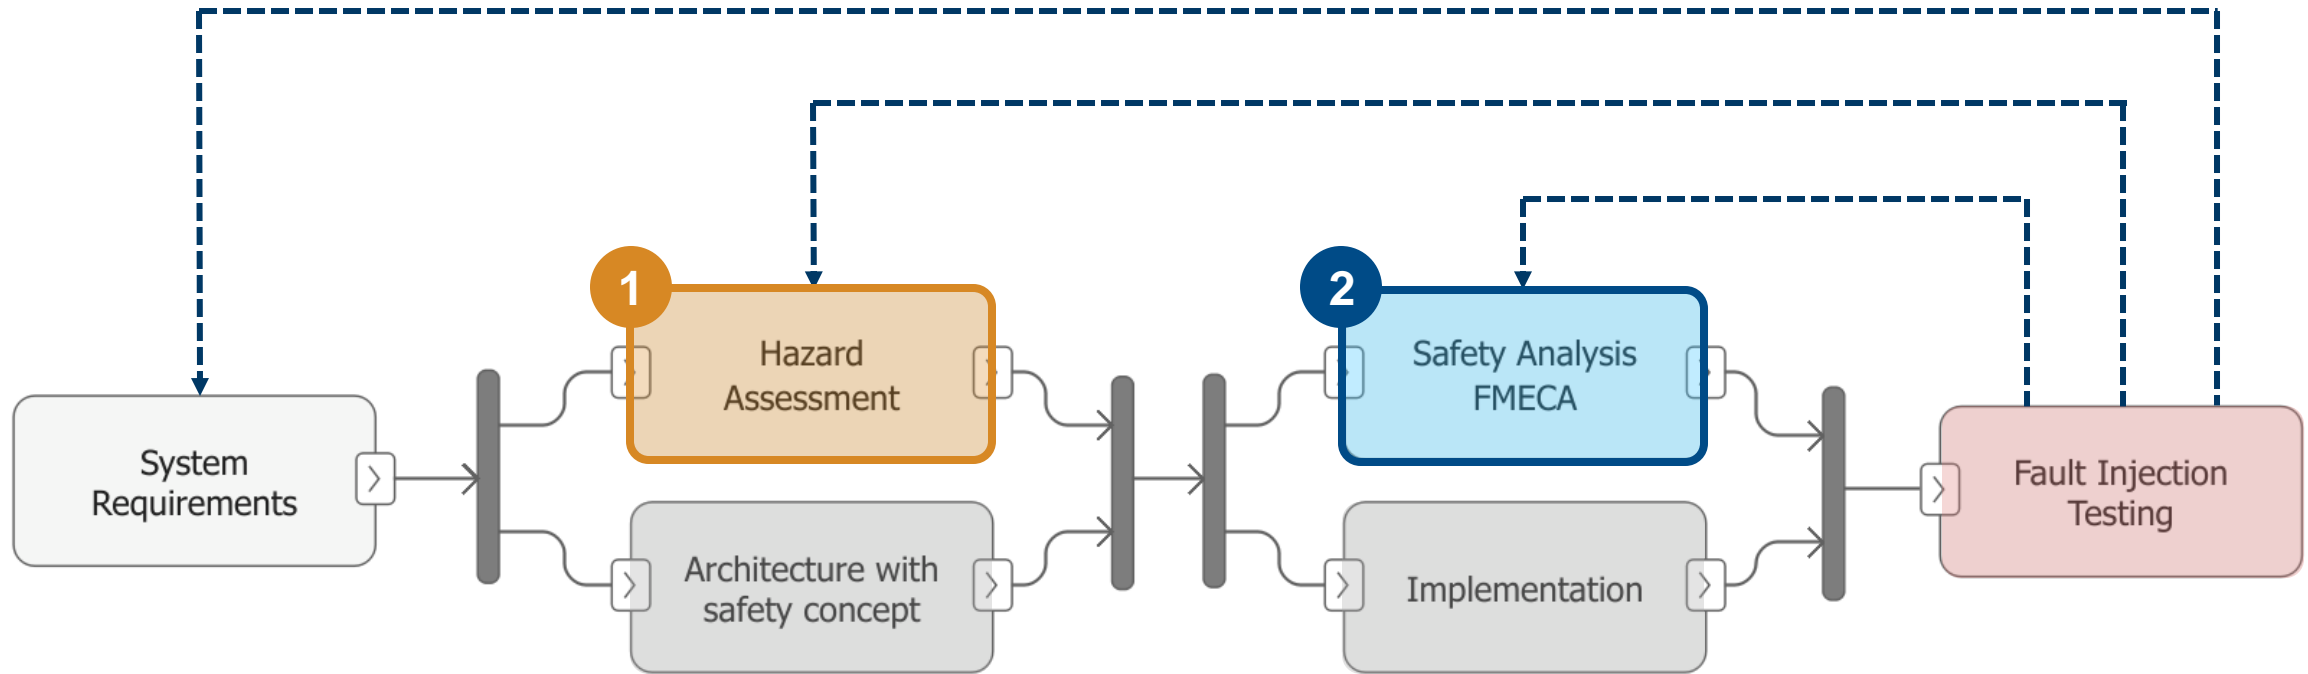 1
Hazard
Assessment
2
Safety Analysis
FMECA
System
Requirements
Architecture with
safety concept
Implementation
Fault Injection
Testing